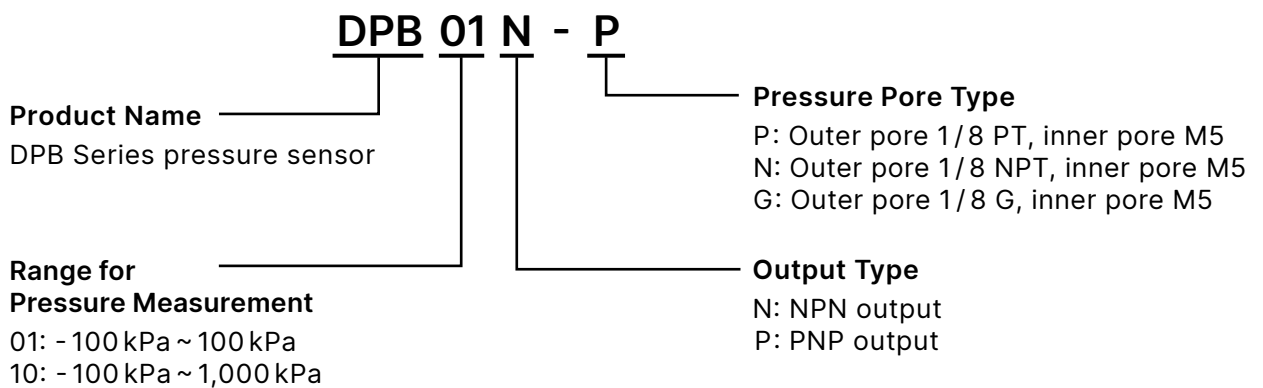 DPB 01 N - P
Product Name
DPB Series pressure sensor
Range for
Pressure Measurement
01: -100 kPa ~ 100 kPa
10: -100 kPa ~ 1,000 kPa
Pressure Pore Type
P: Outer pore 1/8 PT, inner pore M5
N: Outer pore 1/8 NPT, inner pore M5
G: Outer pore 1/8 G, inner pore M5
Output Type
N: NPN output
P: PNP output